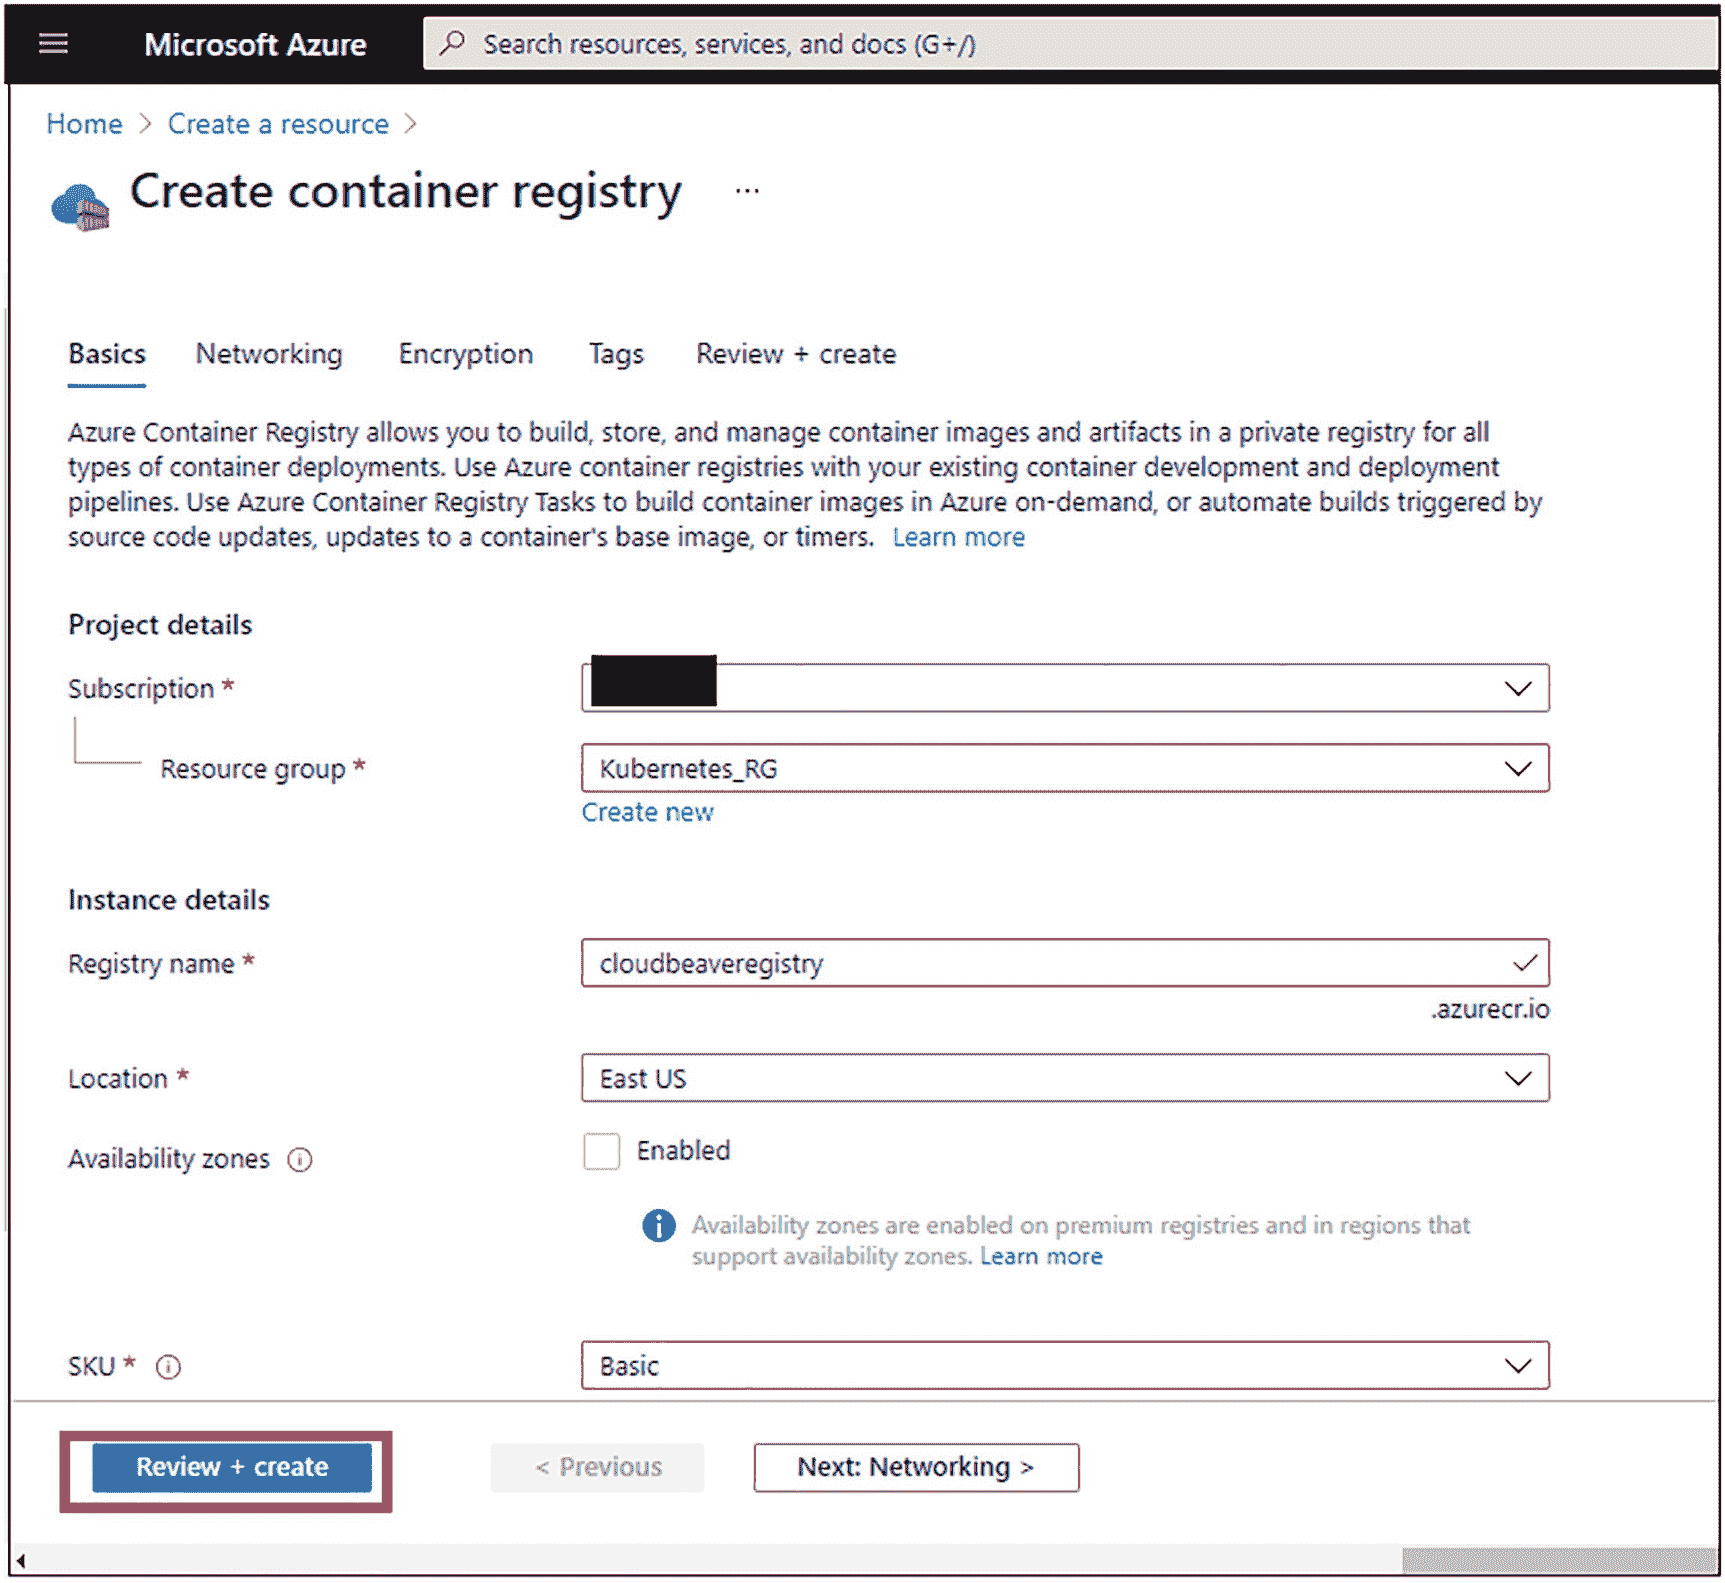 Microsoft Azure
Search resources, services, and docs (G+/)
Home > Create a resource >
Create container registry ...
Basics Networking Encryption Tags Review + create
Azure Container Registry allows you to build, store, and manage container images and artifacts in a private registry for all
types of container deployments. Use Azure container registries with your existing container development and deployment
pipelines. Use Azure Container Registry Tasks to build container images in Azure on-demand, or automate builds triggered by
source code updates, updates to a container's base image, or timers. Learn more
Project details
Subscription *
Resource group * Kubernetes_RG
Create new
Instance details
Registry name * cloudbeaveregistry
.azurecr.io
Location * East US
Availability zones Enabled
Availability zones are enabled on premium registries and in regions that
support availability zones. Learn more
SKU * Basic
Review + create < Previous Next: Networking >